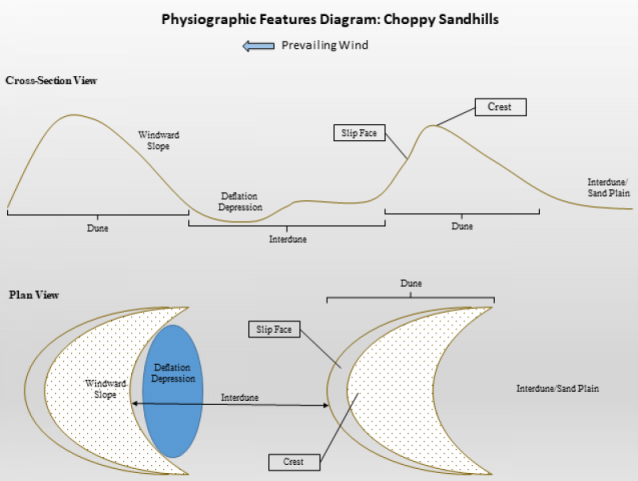 Physiographic Features Diagram: Choppy Sandhills
Prevailing Wind
Cross-Section View
Crest
Windward
Slope
Slip Face
Interdune/
Sand Plain
Deflation
Depression
Dune
Dune
Interdune
Dune
Plan View
Slip Face
Deflation
Depression
Windward
Slope
Interdune
Interdune/Sand Plain
Crest